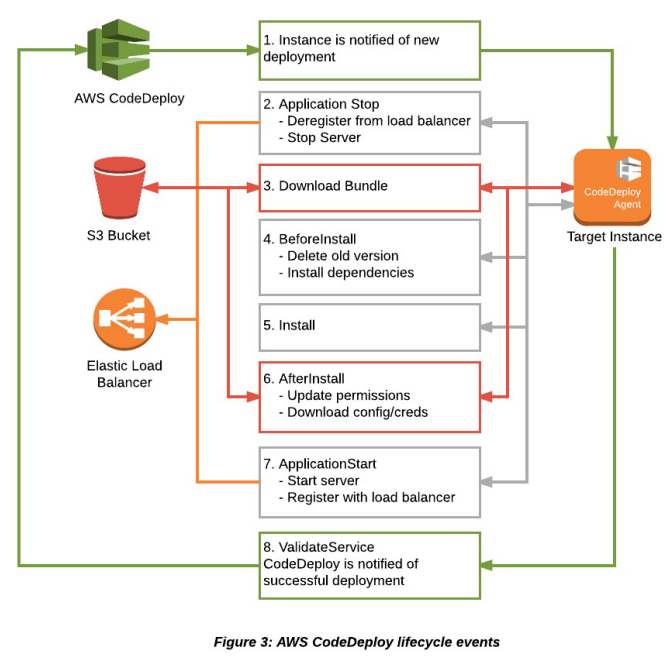 1. Instance is notified of new
deployment
AWS CodeDeploy
2. Application Stop
- Deregister from load balancer
- Stop Server
3. Download Bundle
CodeDeploy
Agent
S3 Bucket
Target Instance
4. BeforeInstall
- Delete old version
- Install dependencies
5. Install
Elastic Load
Balancer
6. AfterInstall
- Update permissions
- Download config/creds
7. ApplicationStart
- Start server
- Register with load balancer
8. ValidateService
CodeDeploy is notified of
successful deployment
Figure 3: AWS CodeDeploy lifecycle events